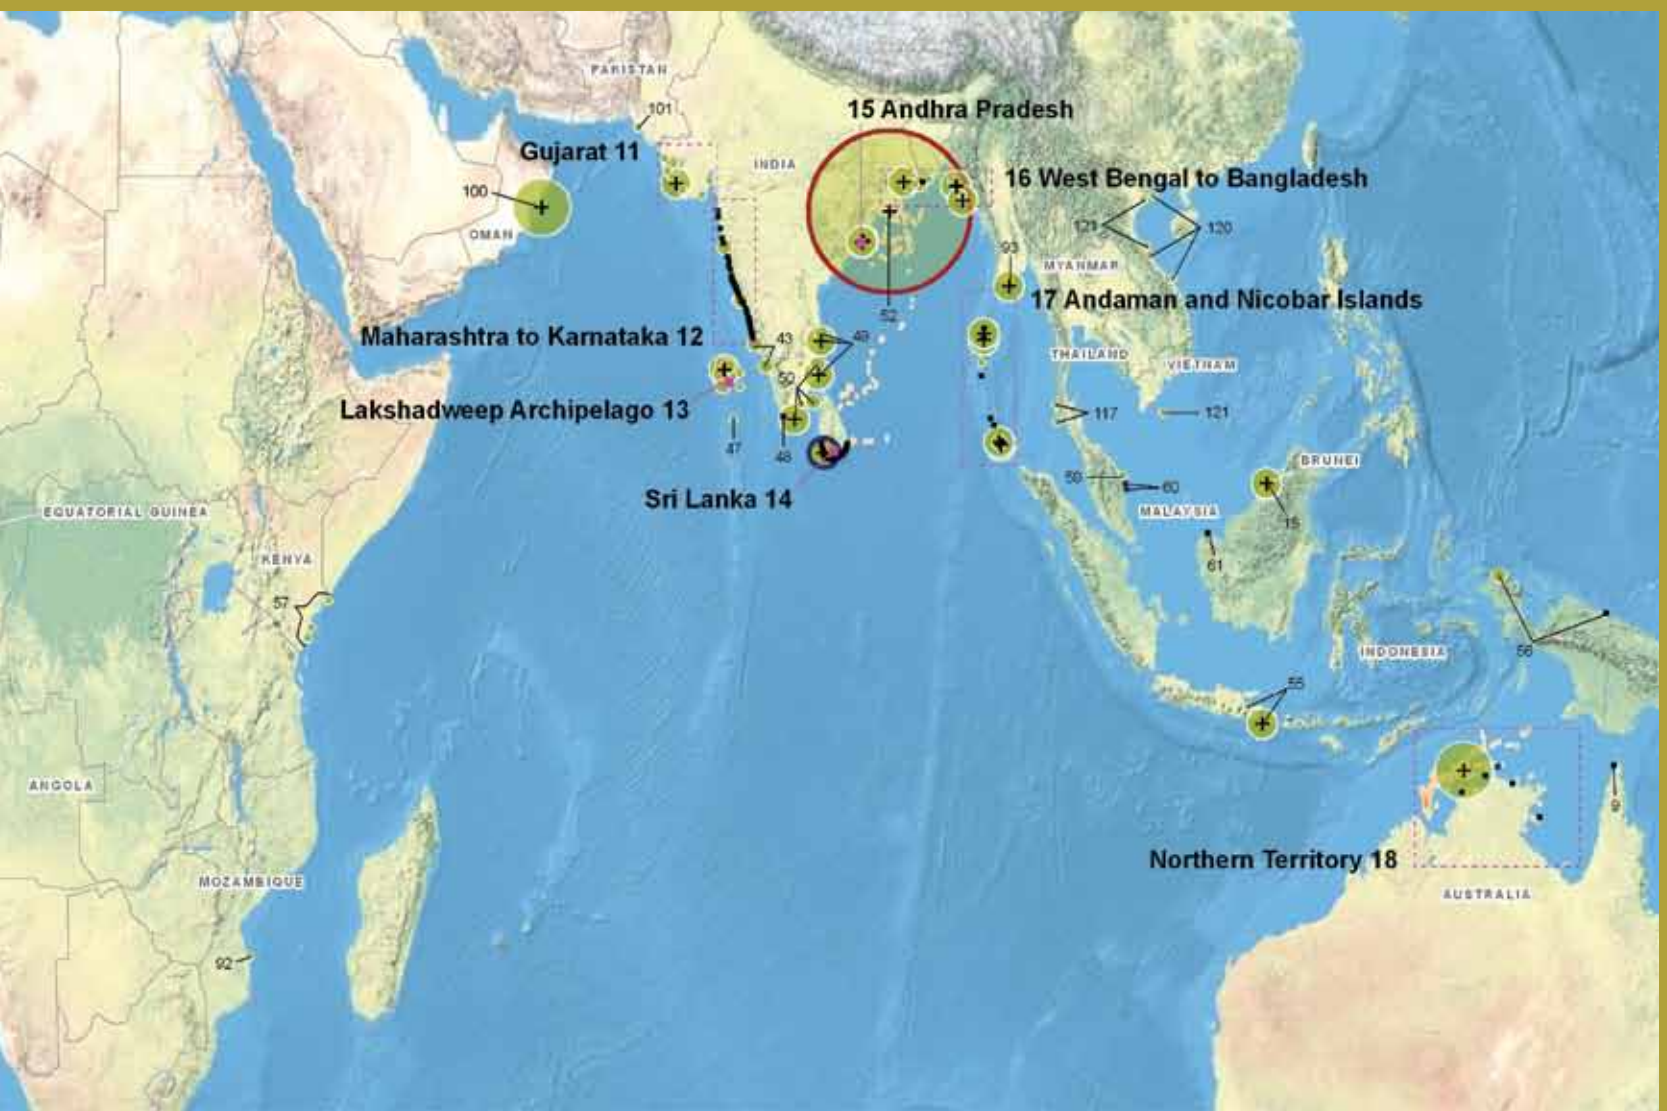 PAKISTAN
101
15 Andhra Pradesh
Gujarat 11
INDIA
16 West Bengal to Bangladesh
100
OMAN
121
120
93
MYANMAR
17 Andaman and Nicobar Islands
52
Maharashtra to Karnataka 12
43
49
THAILAND
VIETNAM
50
Lakshadweep Archipelago 13
117
121
47
48
BRUNEI
59
60
Sri Lanka 14
EQUATORIAL GUINEA
MALAYSIA
15
KENYA
61
57
INDONESIA
56
55
ANGOLA
9
Northern Territory 18
MOZAMBIQUE
AUSTRALIA
92